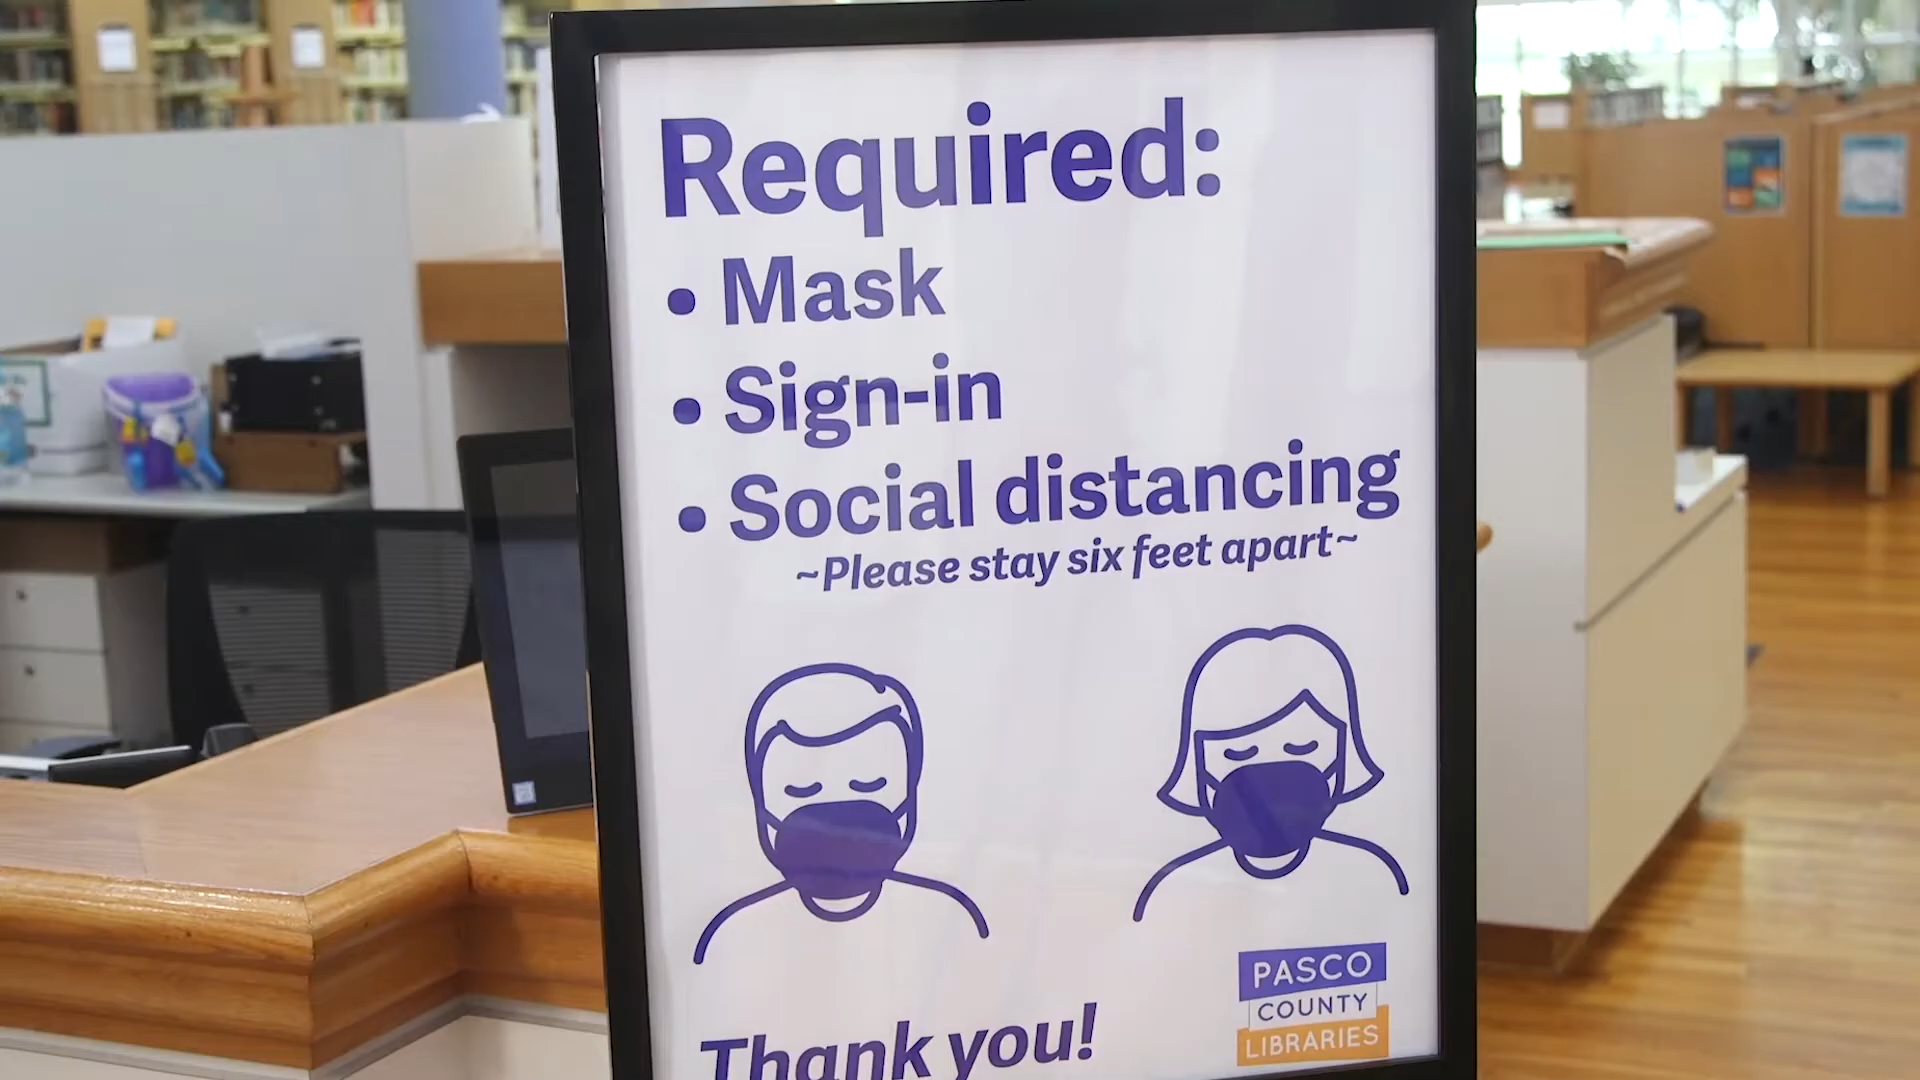 Required:
• Mask
• Sign-in
• Social distancing
~Please stay six feet apart~
Thank you!
PASCO
COUNTY
LIBRARIES